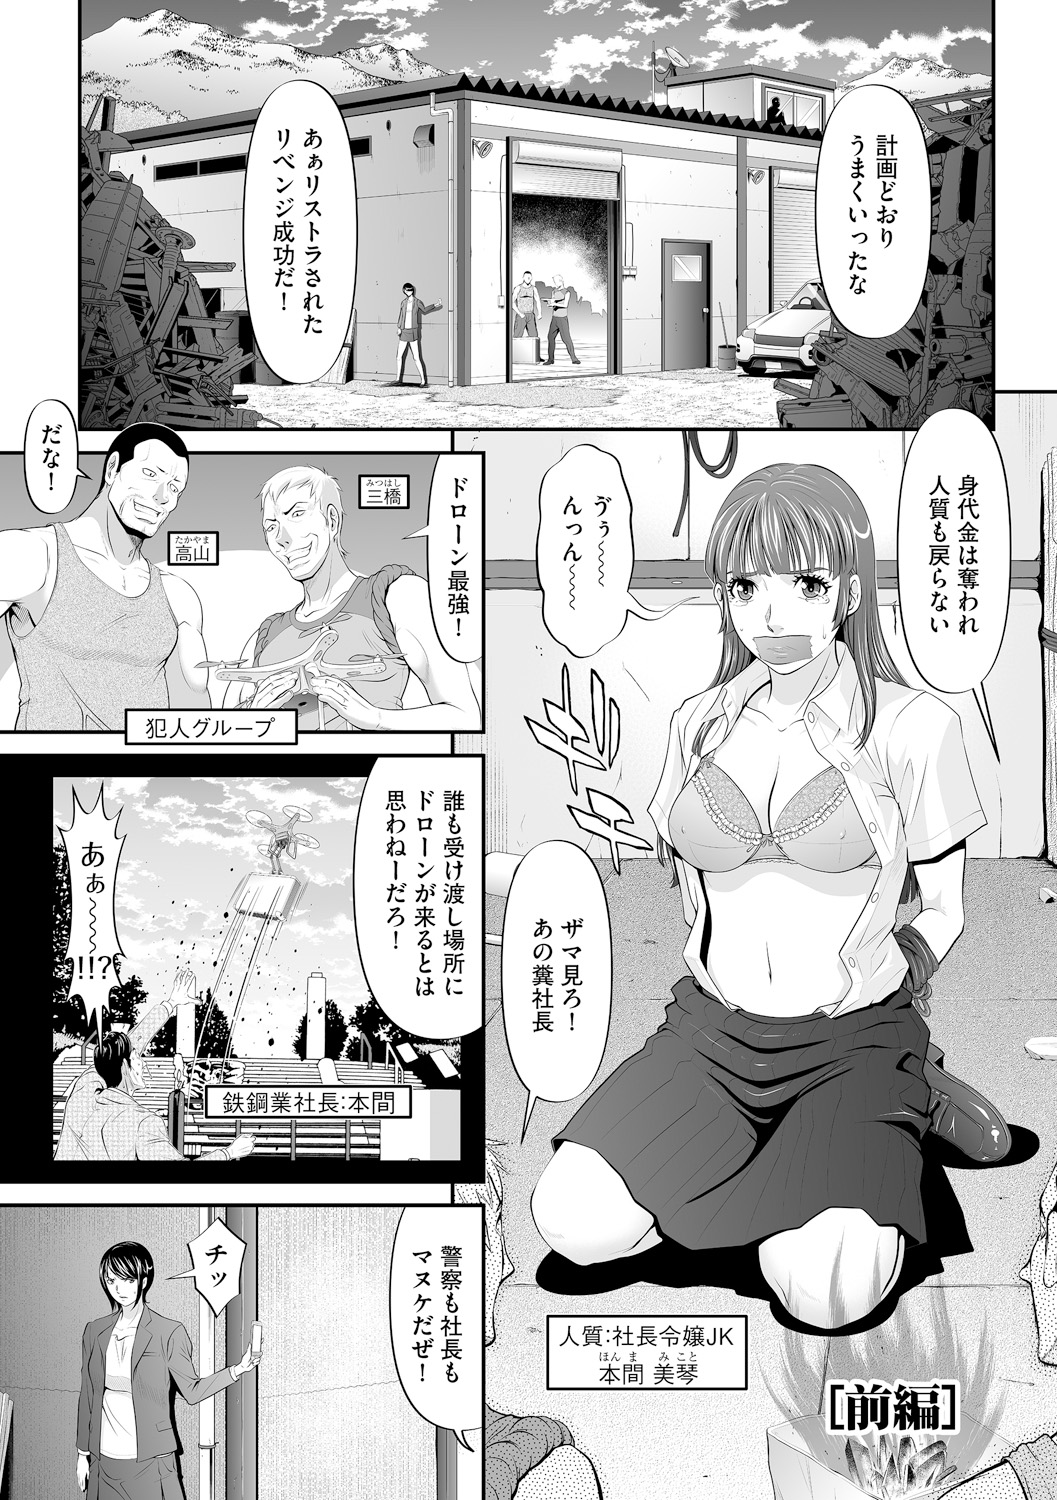 計画どおり
うまくいったな
あぁリストラされた
リベンジ成功だ！
ドローン最強！
みつはし
三橋
だな！
たかやま
高山
犯人グループ
身代金は奪われ
人質も戻らない
ゔぅ〜〜〜
んっん〜〜〜
ギリギリ
ザマ見ろ！
あの糞社長
誰も受け渡し場所に
ドローンが来るとは
思わねーだろ！
あぁ〜〜〜!!?
鉄鋼業社長：本間
警察も社長も
マヌケだぜ！
チッ
人質：社長令嬢JK
ほんま みこと
本間 美琴
［前編］